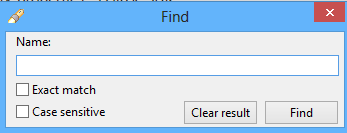 Find
Name:
Exact match
Case sensitive
Clear result
Find